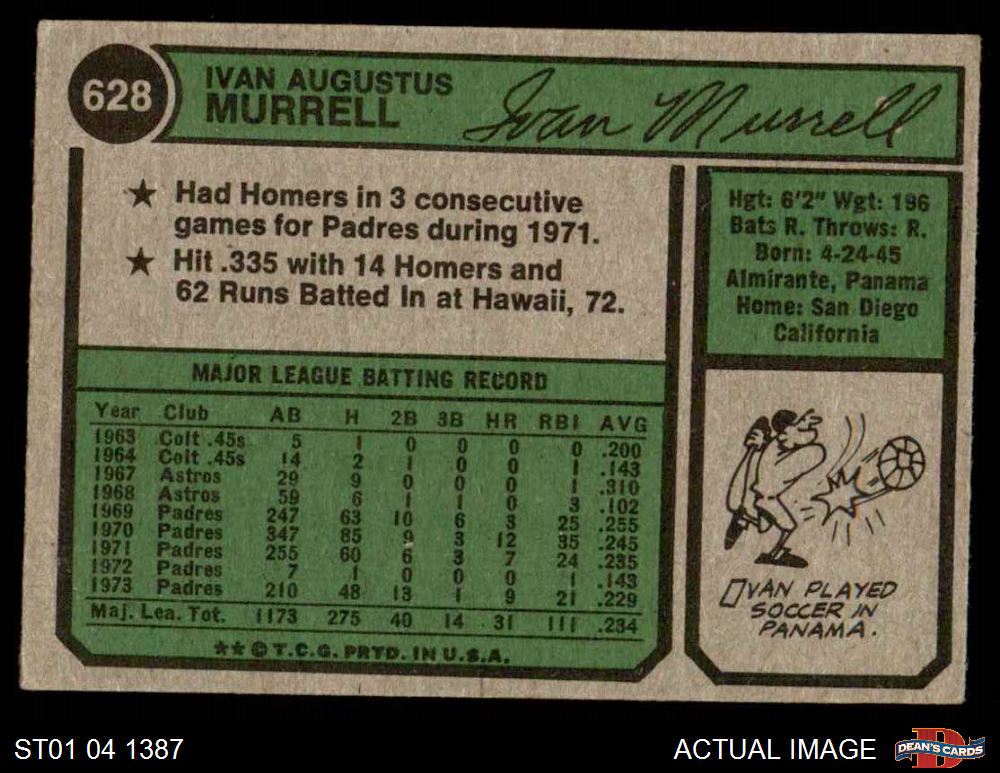 628
IVAN AUGUSTUS
MURRELL
Ivan Murrell
★ Had Homers in 3 consecutive
games for Padres during 1971.
★ Hit .335 with 14 Homers and
62 Runs Batted In at Hawaii, 72.
Hgt: 6'2" Wgt: 196
Bats R. Throws: R.
Born: 4-24-45
Almirante, Panama
Home: San Diego
California
MAJOR LEAGUE BATTING RECORD
Year Club AB H 2B 3B HR RBI AVG
1963 Colt .45s 5 1 0 0 0 0 .200
1964 Colt .45s 14 2 1 0 0 1 .143
1967 Astros 29 9 0 0 0 1 .310
1968 Astros 59 6 1 1 0 3 .102
1969 Padres 247 63 10 6 3 25 .255
1970 Padres 347 85 9 3 12 35 .245
1971 Padres 255 60 6 3 7 24 .235
1972 Padres 7 1 0 0 0 1 .143
1973 Padres 210 48 13 1 9 21 .229
Maj. Lea. Tot. 1173 275 40 14 31 111 .234
★★ © T.C.G. PRTD. IN U.S.A.
IVAN PLAYED
SOCCER IN
PANAMA.
ST01 04 1387
ACTUAL IMAGE
D
DEAN'S CARDS